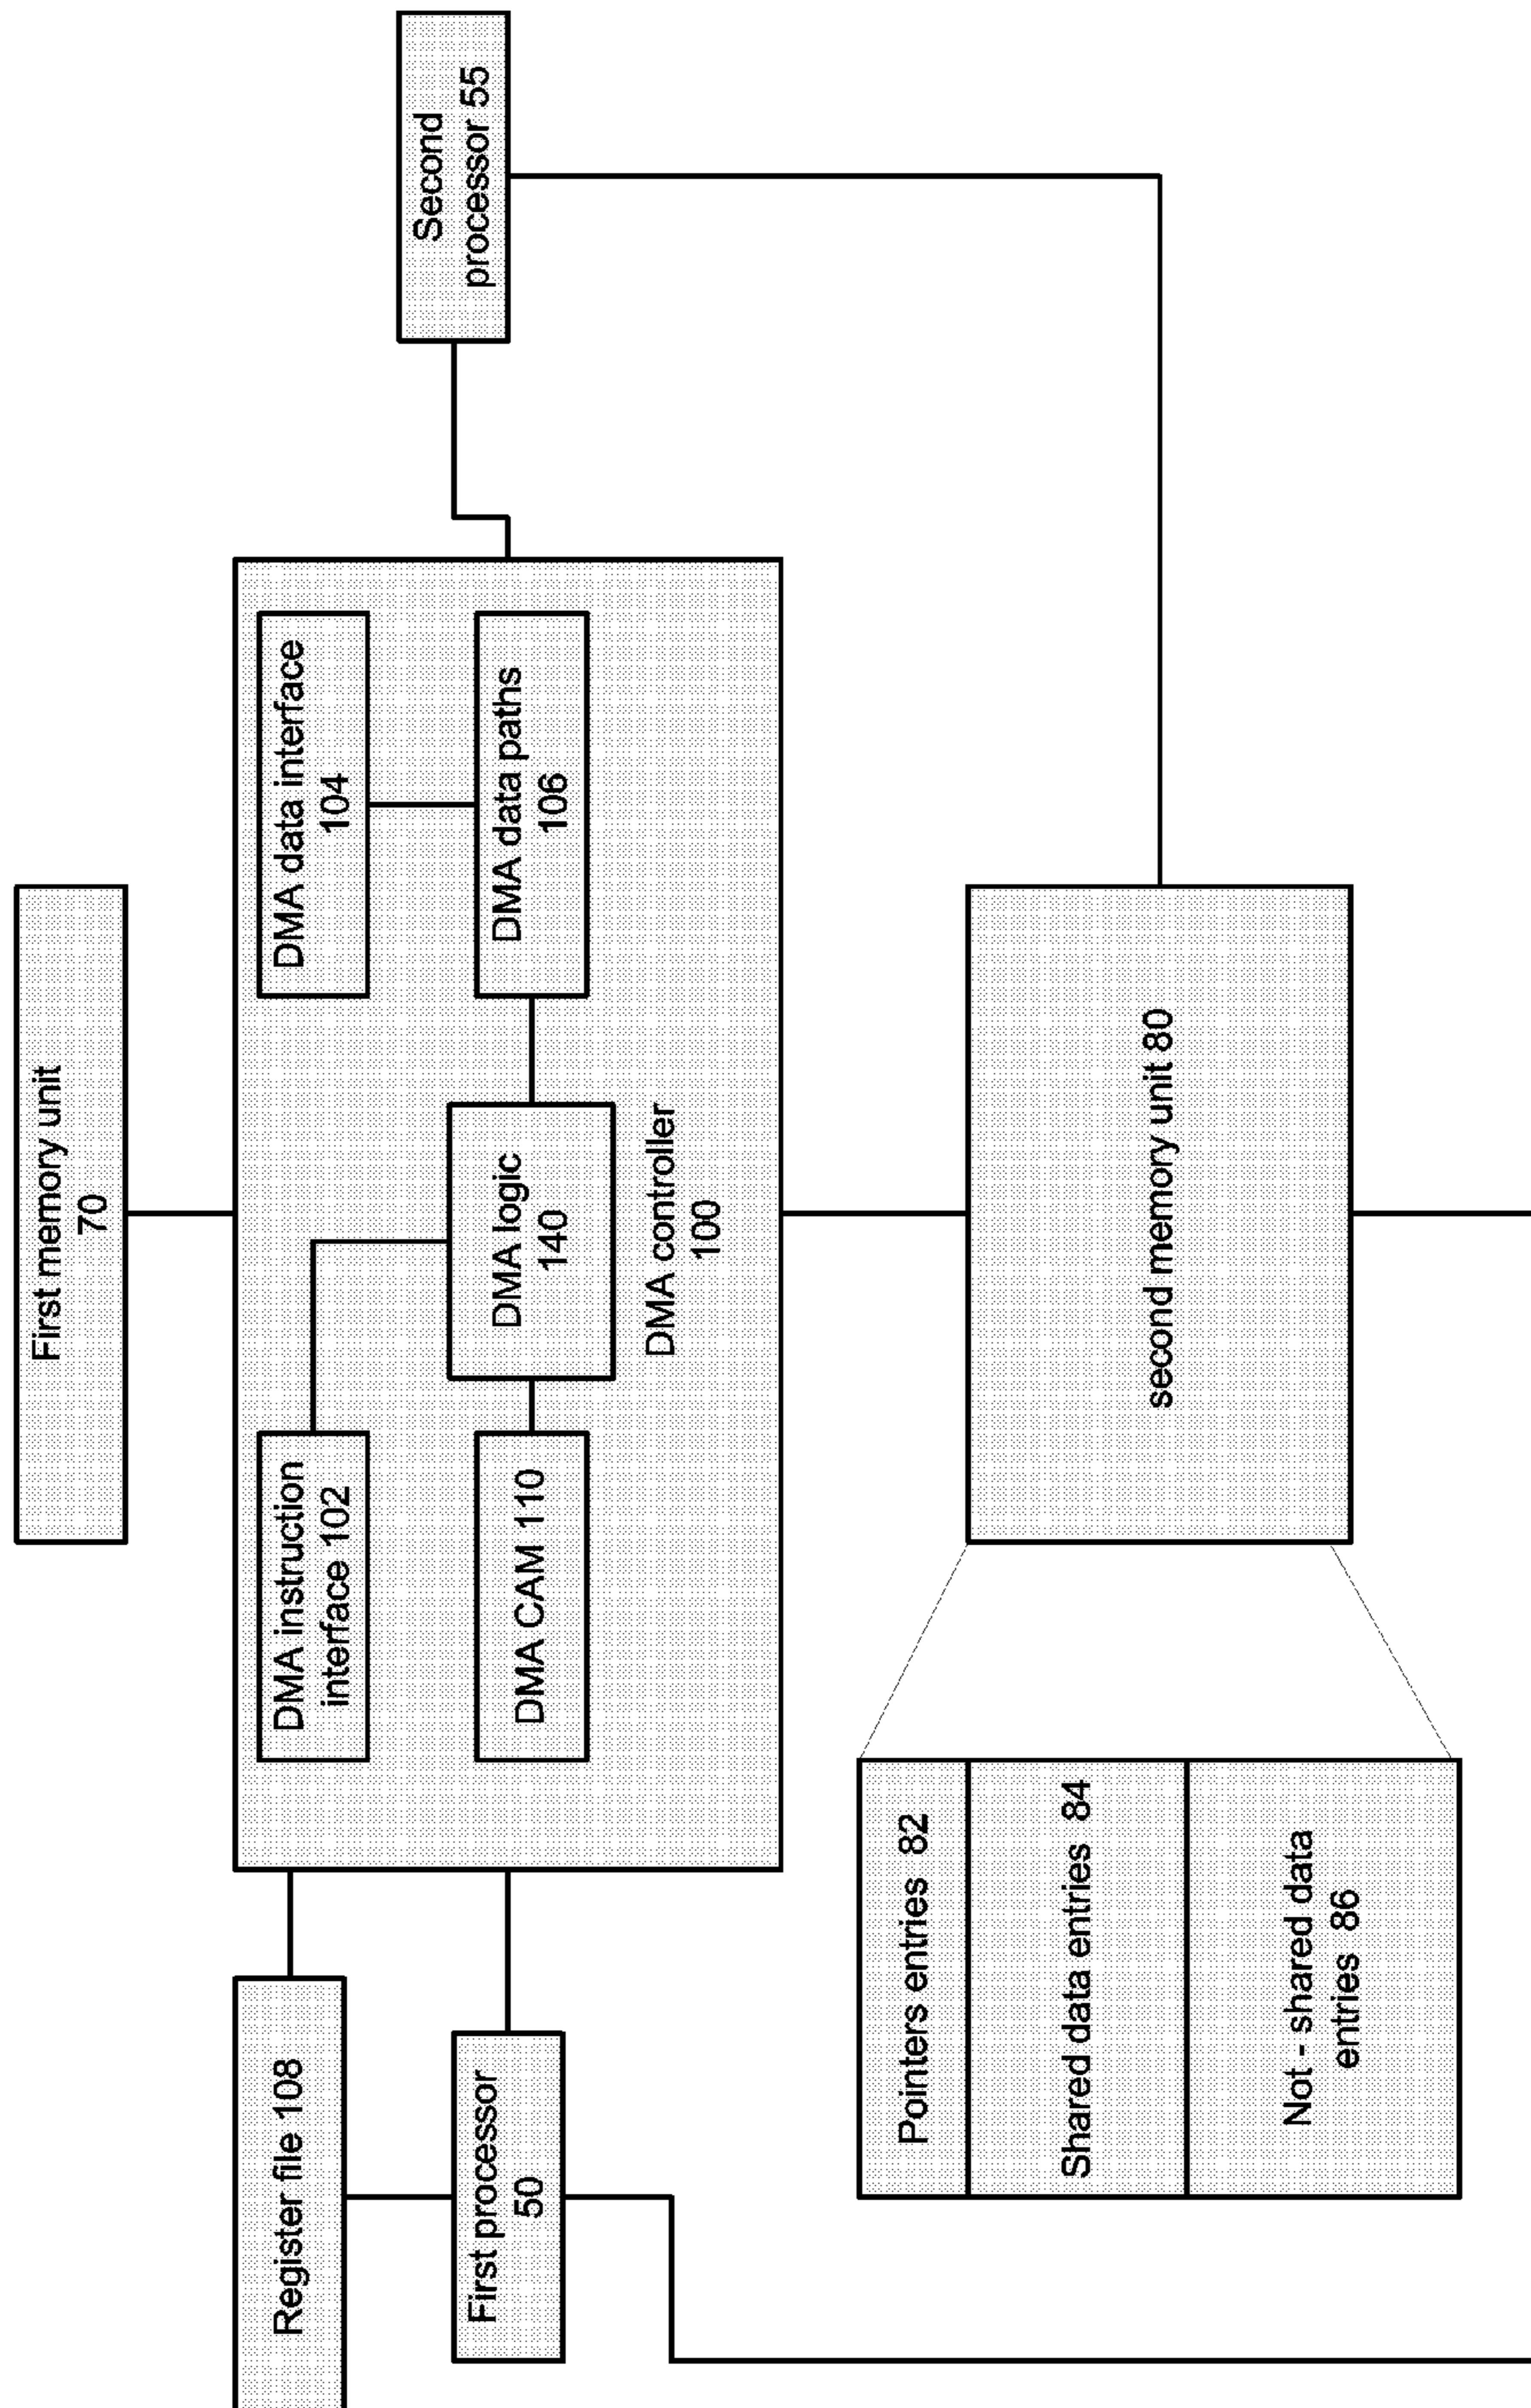 First memory unit
70
Register file 108
DMA instruction
interface 102
DMA data interface
104
Second
processor 55
First processor
50
DMA CAM 110
DMA logic
140
DMA data paths
106
DMA controller
100
Pointers entries 82
Shared data entries 84
Not - shared data
entries 86
second memory unit 80